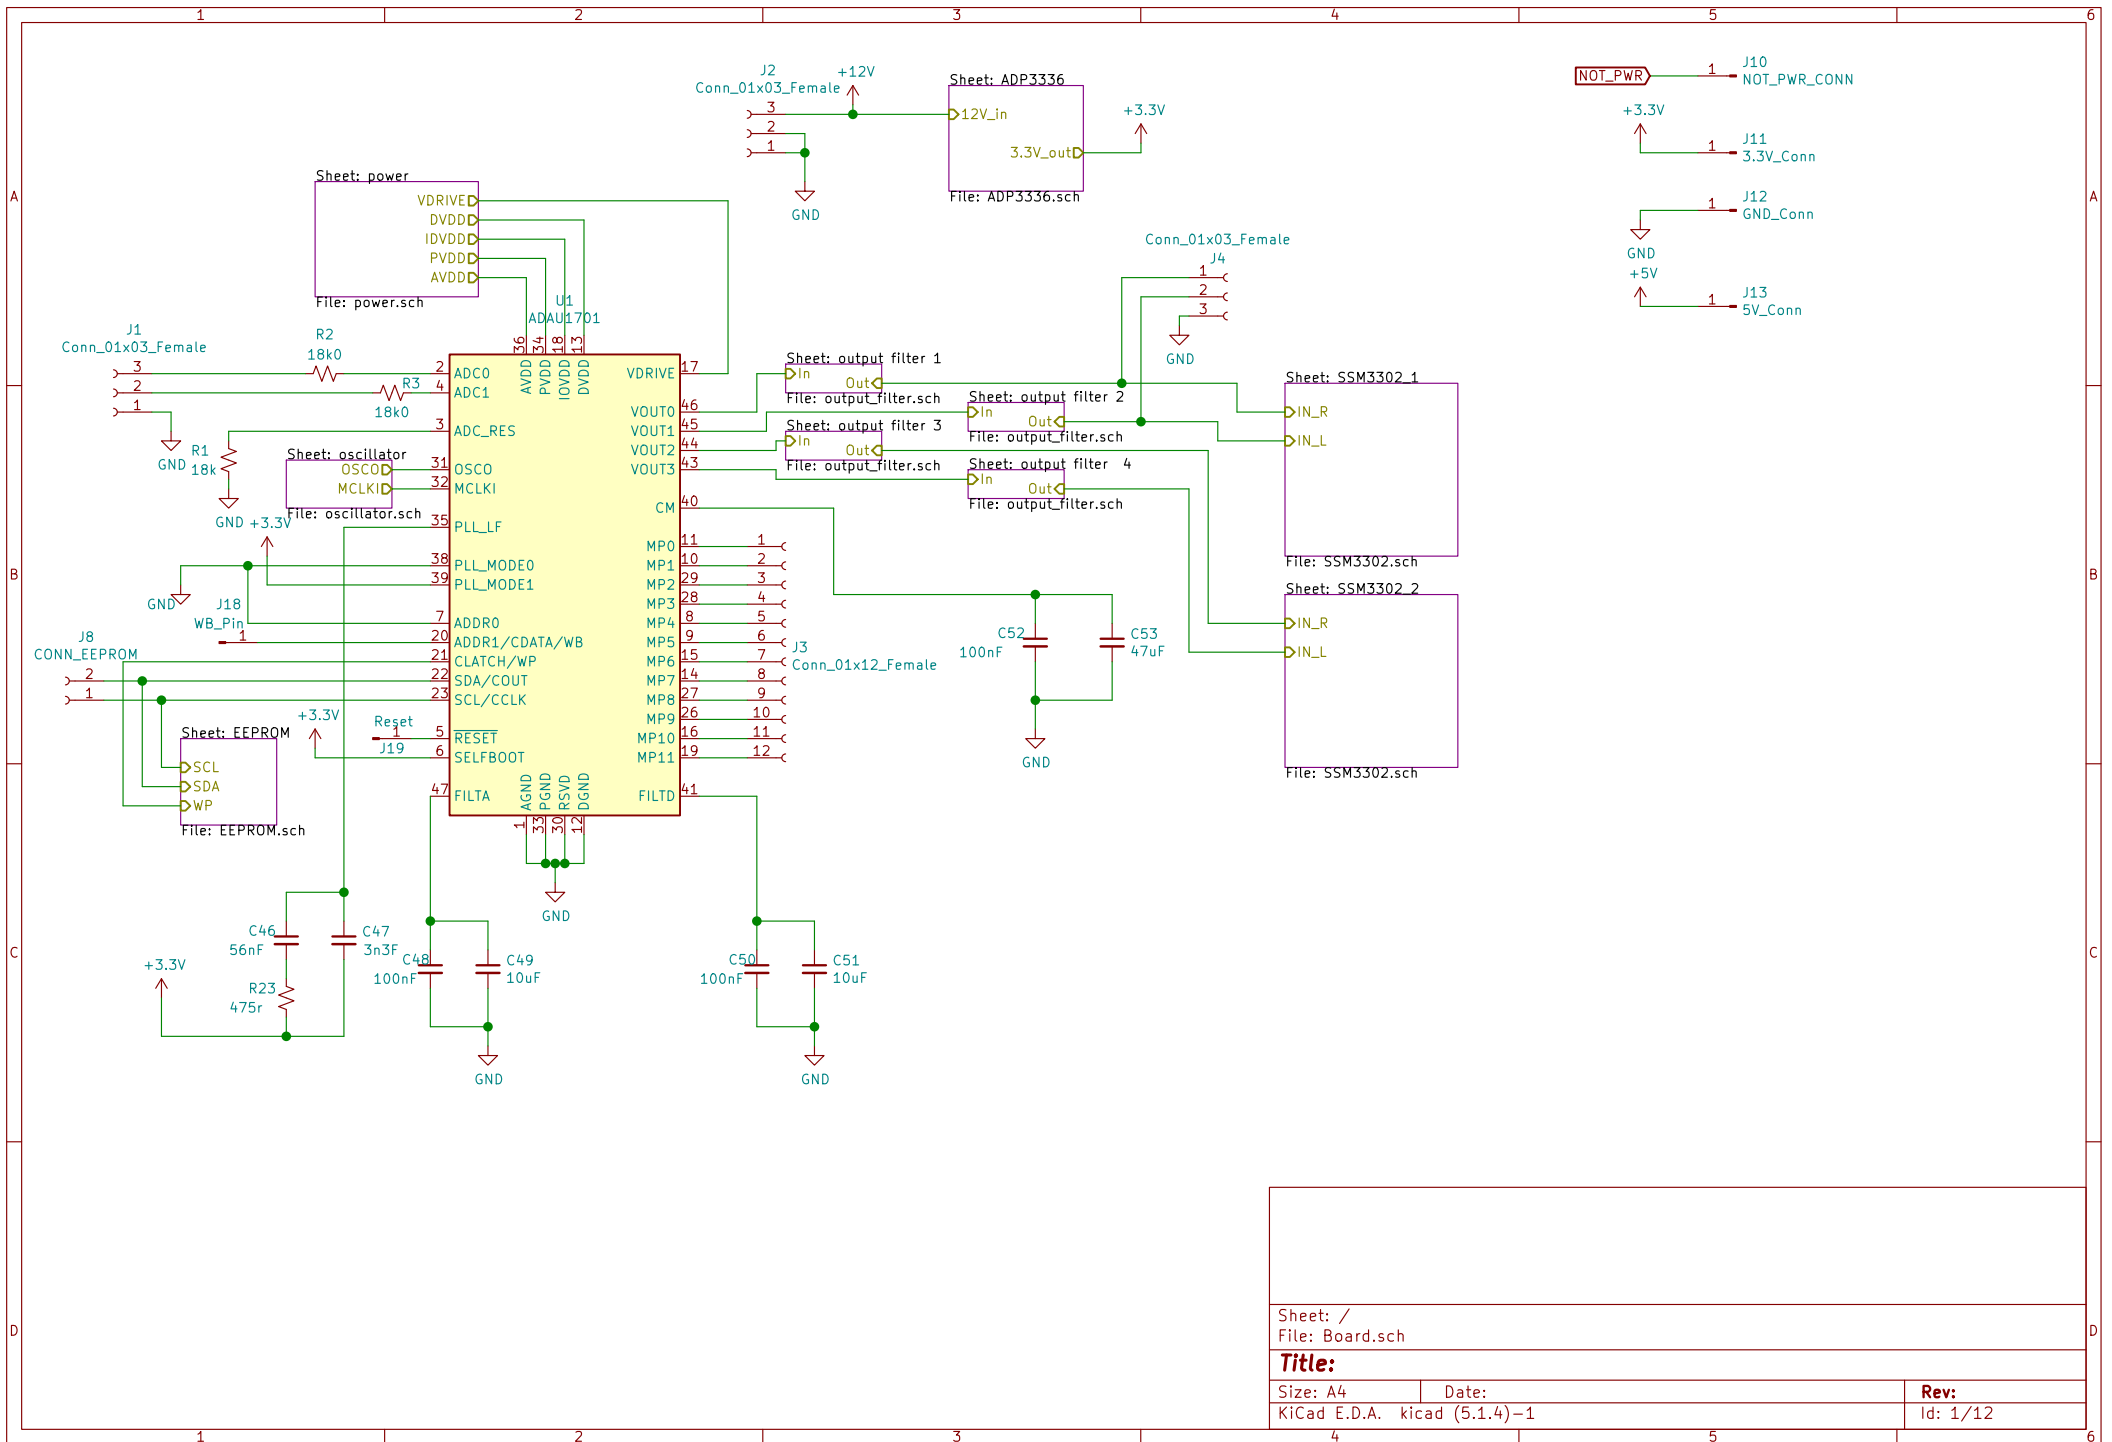 1 2 3 4 5 6
J2
Conn_01x03_Female
3
2
1
+12V
GND
Sheet: ADP3336
12V_in
3.3V_out
File: ADP3336.sch
+3.3V
NOT_PWR
1
J10
NOT_PWR_CONN
+3.3V
1
J11
3.3V_Conn
1
J12
GND_Conn
GND
+5V
1
J13
5V_Conn
A
A
Sheet: power
VDRIVE
DVDD
IDVDD
PVDD
AVDD
File: power.sch
Conn_01x03_Female
J4
1
2
3
GND
U1
ADAU1701
36
34
18
13
AVDD
PVDD
IOVDD
DVDD
J1
Conn_01x03_Female
3
2
1
GND
R2
18k0
R3
18k0
R1
18k
GND
2 ADC0
4 ADC1
3 ADC_RES
31 OSCO
32 MCLKI
35 PLL_LF
38 PLL_MODE0
39 PLL_MODE1
7 ADDR0
20 ADDR1/CDATA/WB
21 CLATCH/WP
22 SDA/COUT
23 SCL/CCLK
5 RESET
6 SELFBOOT
47 FILTA
VDRIVE 17
VOUT0 46
VOUT1 45
VOUT2 44
VOUT3 43
CM 40
MP0 11 1
MP1 10 2
MP2 29 3
MP3 28 4
MP4 8 5
MP5 9 6
MP6 15 7
MP7 14 8
MP8 27 9
MP9 26 10
MP10 16 11
MP11 19 12
FILTD 41
J3
Conn_01x12_Female
AGND
PGND
RSVD
DGND
1
33
30
12
GND
Sheet: oscillator
OSCO
MCLKI
File: oscillator.sch
+3.3V
GND
J18
WB_Pin
1
J8
CONN_EEPROM
2
1
Sheet: EEPROM
SCL
SDA
WP
File: EEPROM.sch
+3.3V
Reset
1
J19
Sheet: output filter 1
In
Out
File: output_filter.sch
Sheet: output filter 2
In
Out
File: output_filter.sch
Sheet: output filter 3
In
Out
File: output_filter.sch
Sheet: output filter  4
In
Out
File: output_filter.sch
Sheet: SSM3302_1
IN_R
IN_L
File: SSM3302.sch
Sheet: SSM3302_2
IN_R
IN_L
File: SSM3302.sch
B
B
C52
100nF
C53
47uF
GND
C
C
C46
56nF
C47
3n3F
R23
475r
+3.3V
C48
100nF
C49
10uF
GND
C50
100nF
C51
10uF
GND
D
D
Sheet: /
File: Board.sch
Title:
Size: A4
Date:
Rev:
KiCad E.D.A.  kicad (5.1.4)-1
Id: 1/12
1 2 3 4 5 6